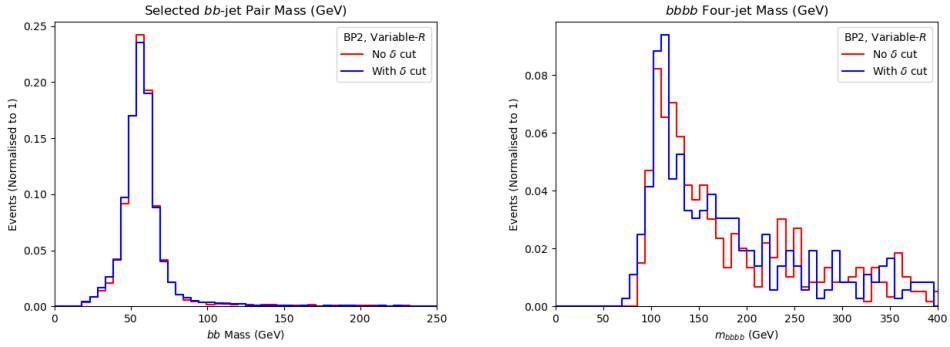 Selected bb-jet Pair Mass (GeV)
Events (Normalised to 1)
0.25
0.20
0.15
0.10
0.05
0.00
BP2, Variable-R
No δ cut
With δ cut
0
50
100
150
200
250
bb Mass (GeV)
bbbb Four-jet Mass (GeV)
Events (Normalised to 1)
0.08
0.06
0.04
0.02
0.00
BP2, Variable-R
No δ cut
With δ cut
0
50
100
150
200
250
300
350
400
m_bbbb (GeV)